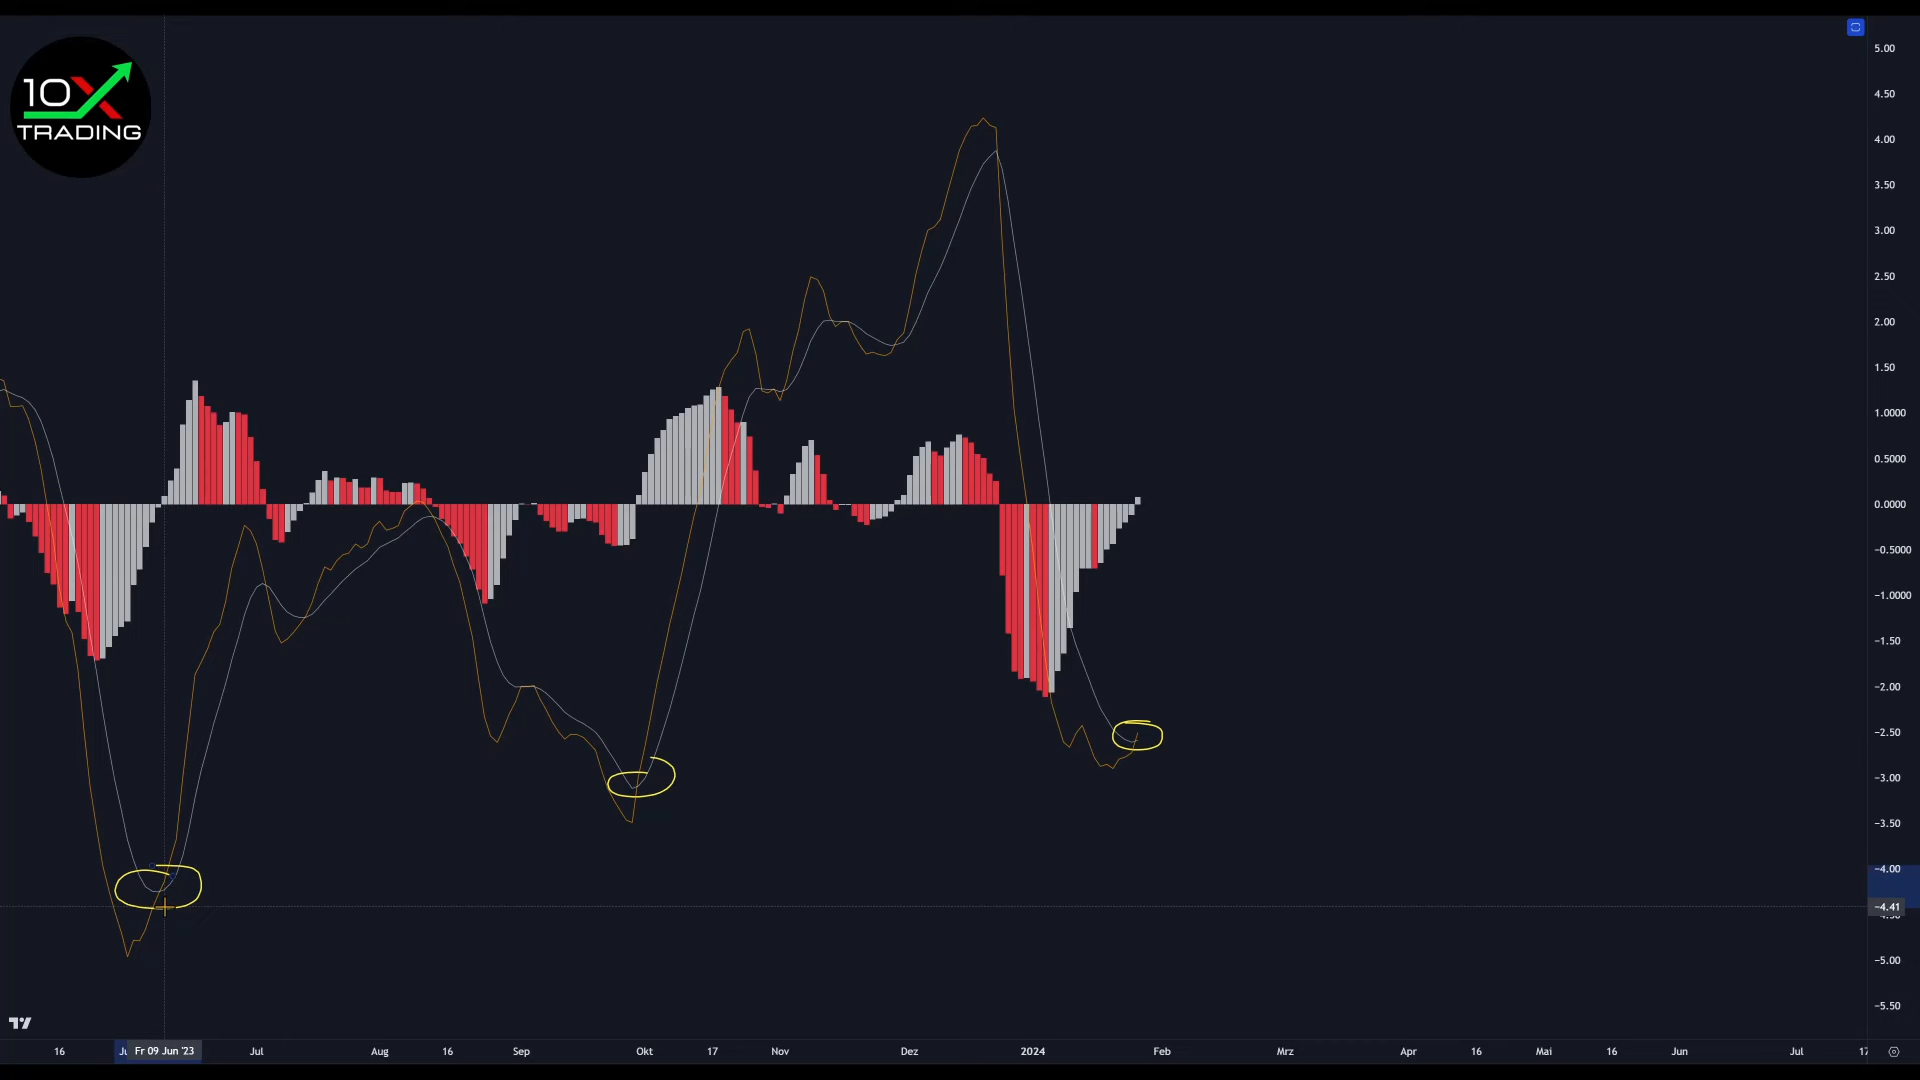 10X
TRADING
5.00
4.50
4.00
3.50
3.00
2.50
2.00
1.50
1.0000
0.5000
0.0000
−0.5000
−1.0000
−1.50
−2.00
−2.50
−3.00
−3.50
−4.00
−4.41
−5.00
−5.50
16
Fr 09 Jun '23
Jul
Aug
16
Sep
Okt
17
Nov
Dez
2024
Feb
Mrz
Apr
16
Mai
16
Jun
Jul